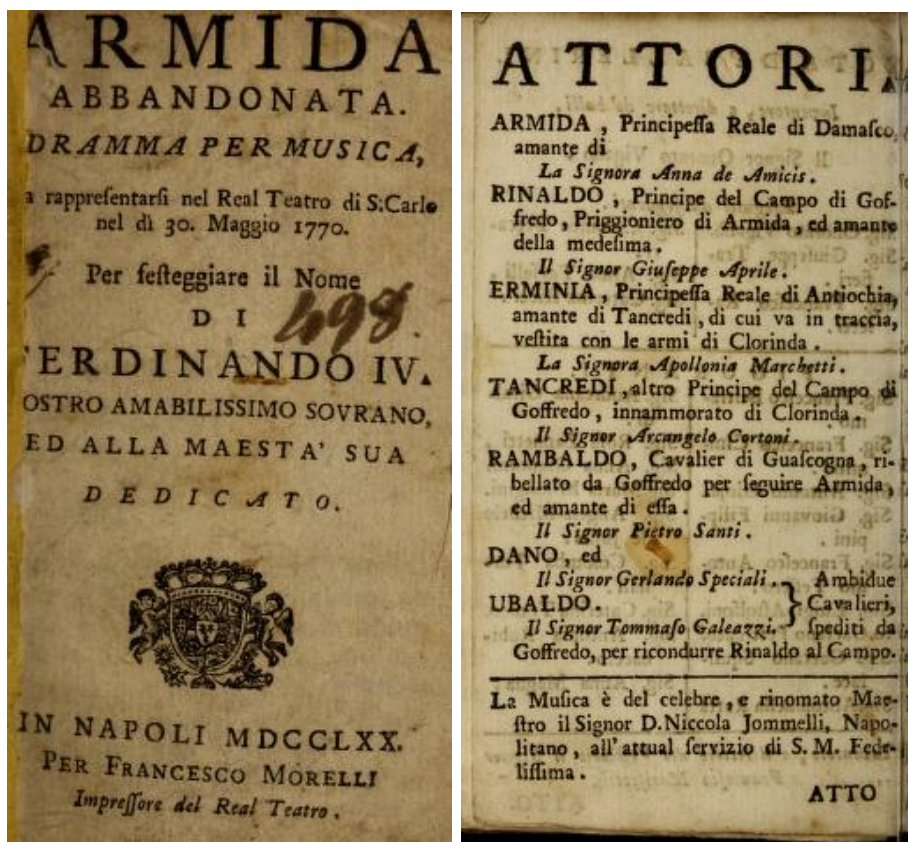 ARMIDA
ABBANDONATA.
DRAMMA PER MUSICA,
a rappreſentarſi nel Real Teatro di S.Carlo
nel dì 30. Maggio 1770.
Per feſteggiare il Nome
DI
498.
FERDINANDO IV.
OSTRO AMABILISSIMO SOVRANO,
ED ALLA MAESTA' SUA
DEDICATO.
IN NAPOLI MDCCLXX.
PER FRANCESCO MORELLI
Impreſſore del Real Teatro.
ATTORI.
ARMIDA, Principeſſa Reale di Damaſco,
amante di
La Signora Anna de Amicis.
RINALDO, Principe del Campo di Gof-
fredo, Priggioniero di Armida, ed amante
della medeſima.
Il Signor Giuſeppe Aprile.
ERMINIA, Principeſſa Reale di Antiochia,
amante di Tancredi, di cui va in traccia,
veſtita con le armi di Clorinda.
La Signora Apollonia Marchetti.
TANCREDI, altro Principe del Campo di
Goffredo, innammorato di Clorinda.
Il Signor Arcangelo Cortoni.
RAMBALDO, Cavalier di Guaſcogna, ri-
bellato da Goffredo per ſeguire Armida,
ed amante di eſſa.
Il Signor Pietro Santi.
DANO, ed
Il Signor Gerlando Speciali. Ambidue
UBALDO. Cavalieri,
Il Signor Tommaſo Galeazzi. ſpediti da
Goffredo, per ricondurre Rinaldo al Campo.
La Muſica è del celebre, e rinomato Mae-
ſtro il Signor D.Niccola Jommelli, Napo-
litano, all'attual ſervizio di S. M. Fede-
liſſima.
ATTO